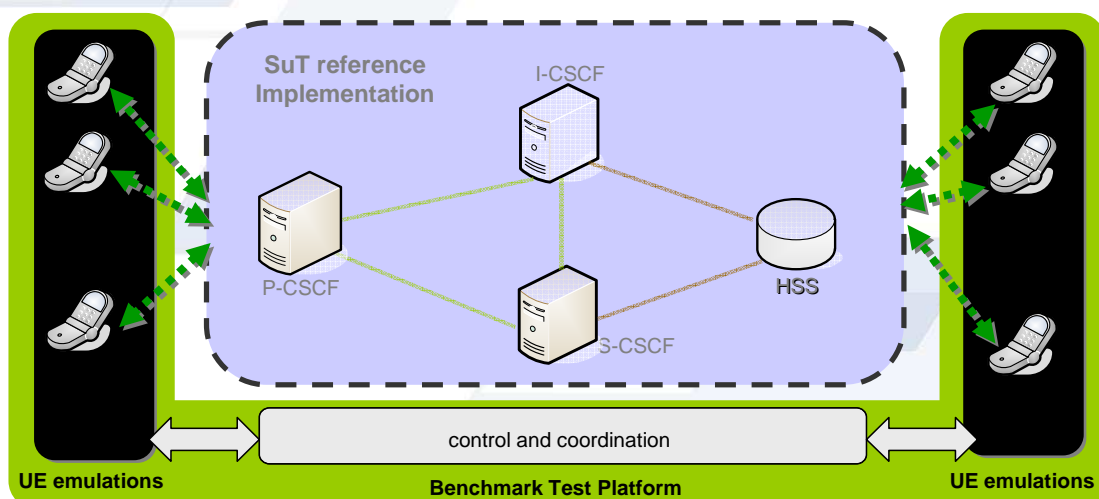 SuT reference
Implementation
I-CSCF
P-CSCF
HSS
S-CSCF
control and coordination
UE emulations
Benchmark Test Platform
UE emulations